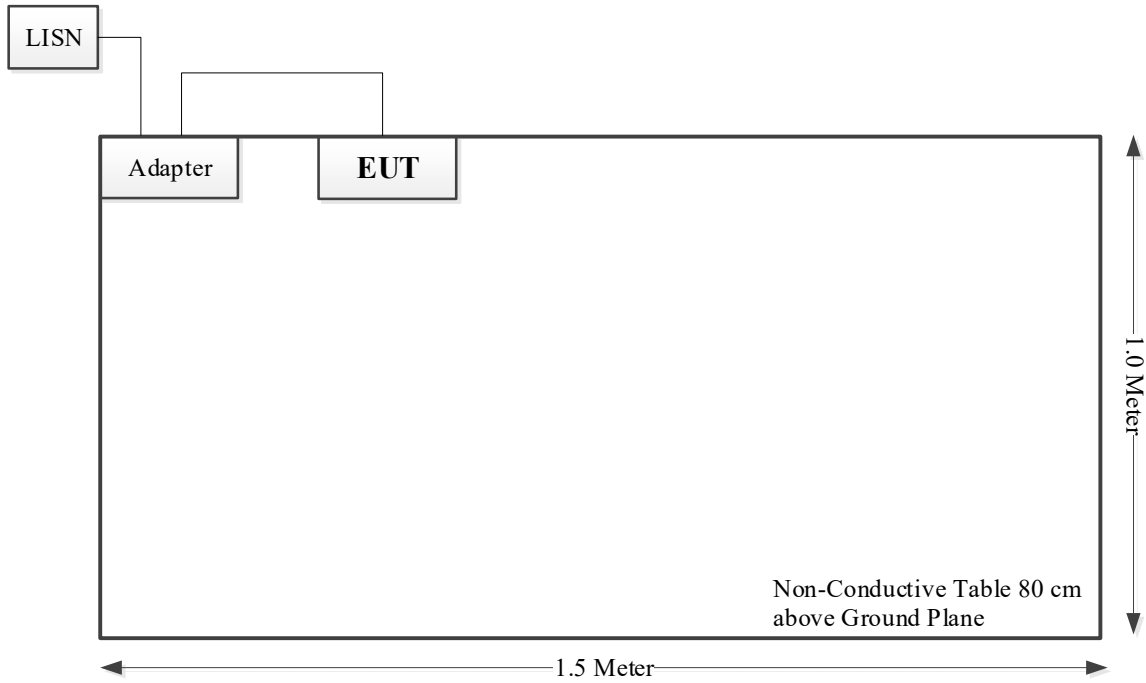 LISN
Adapter
EUT
1.0 Meter
Non-Conductive Table 80 cm
above Ground Plane
1.5 Meter